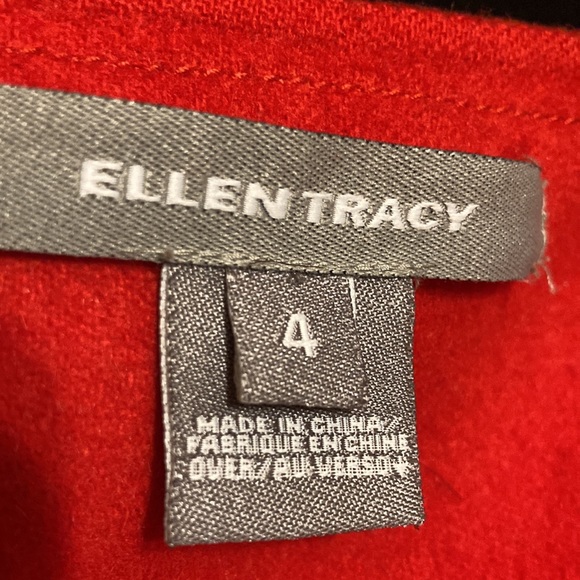 ELLEN TRACY
4
MADE IN CHINA/
FABRIQUE EN CHINE
OVER/AU VERSO